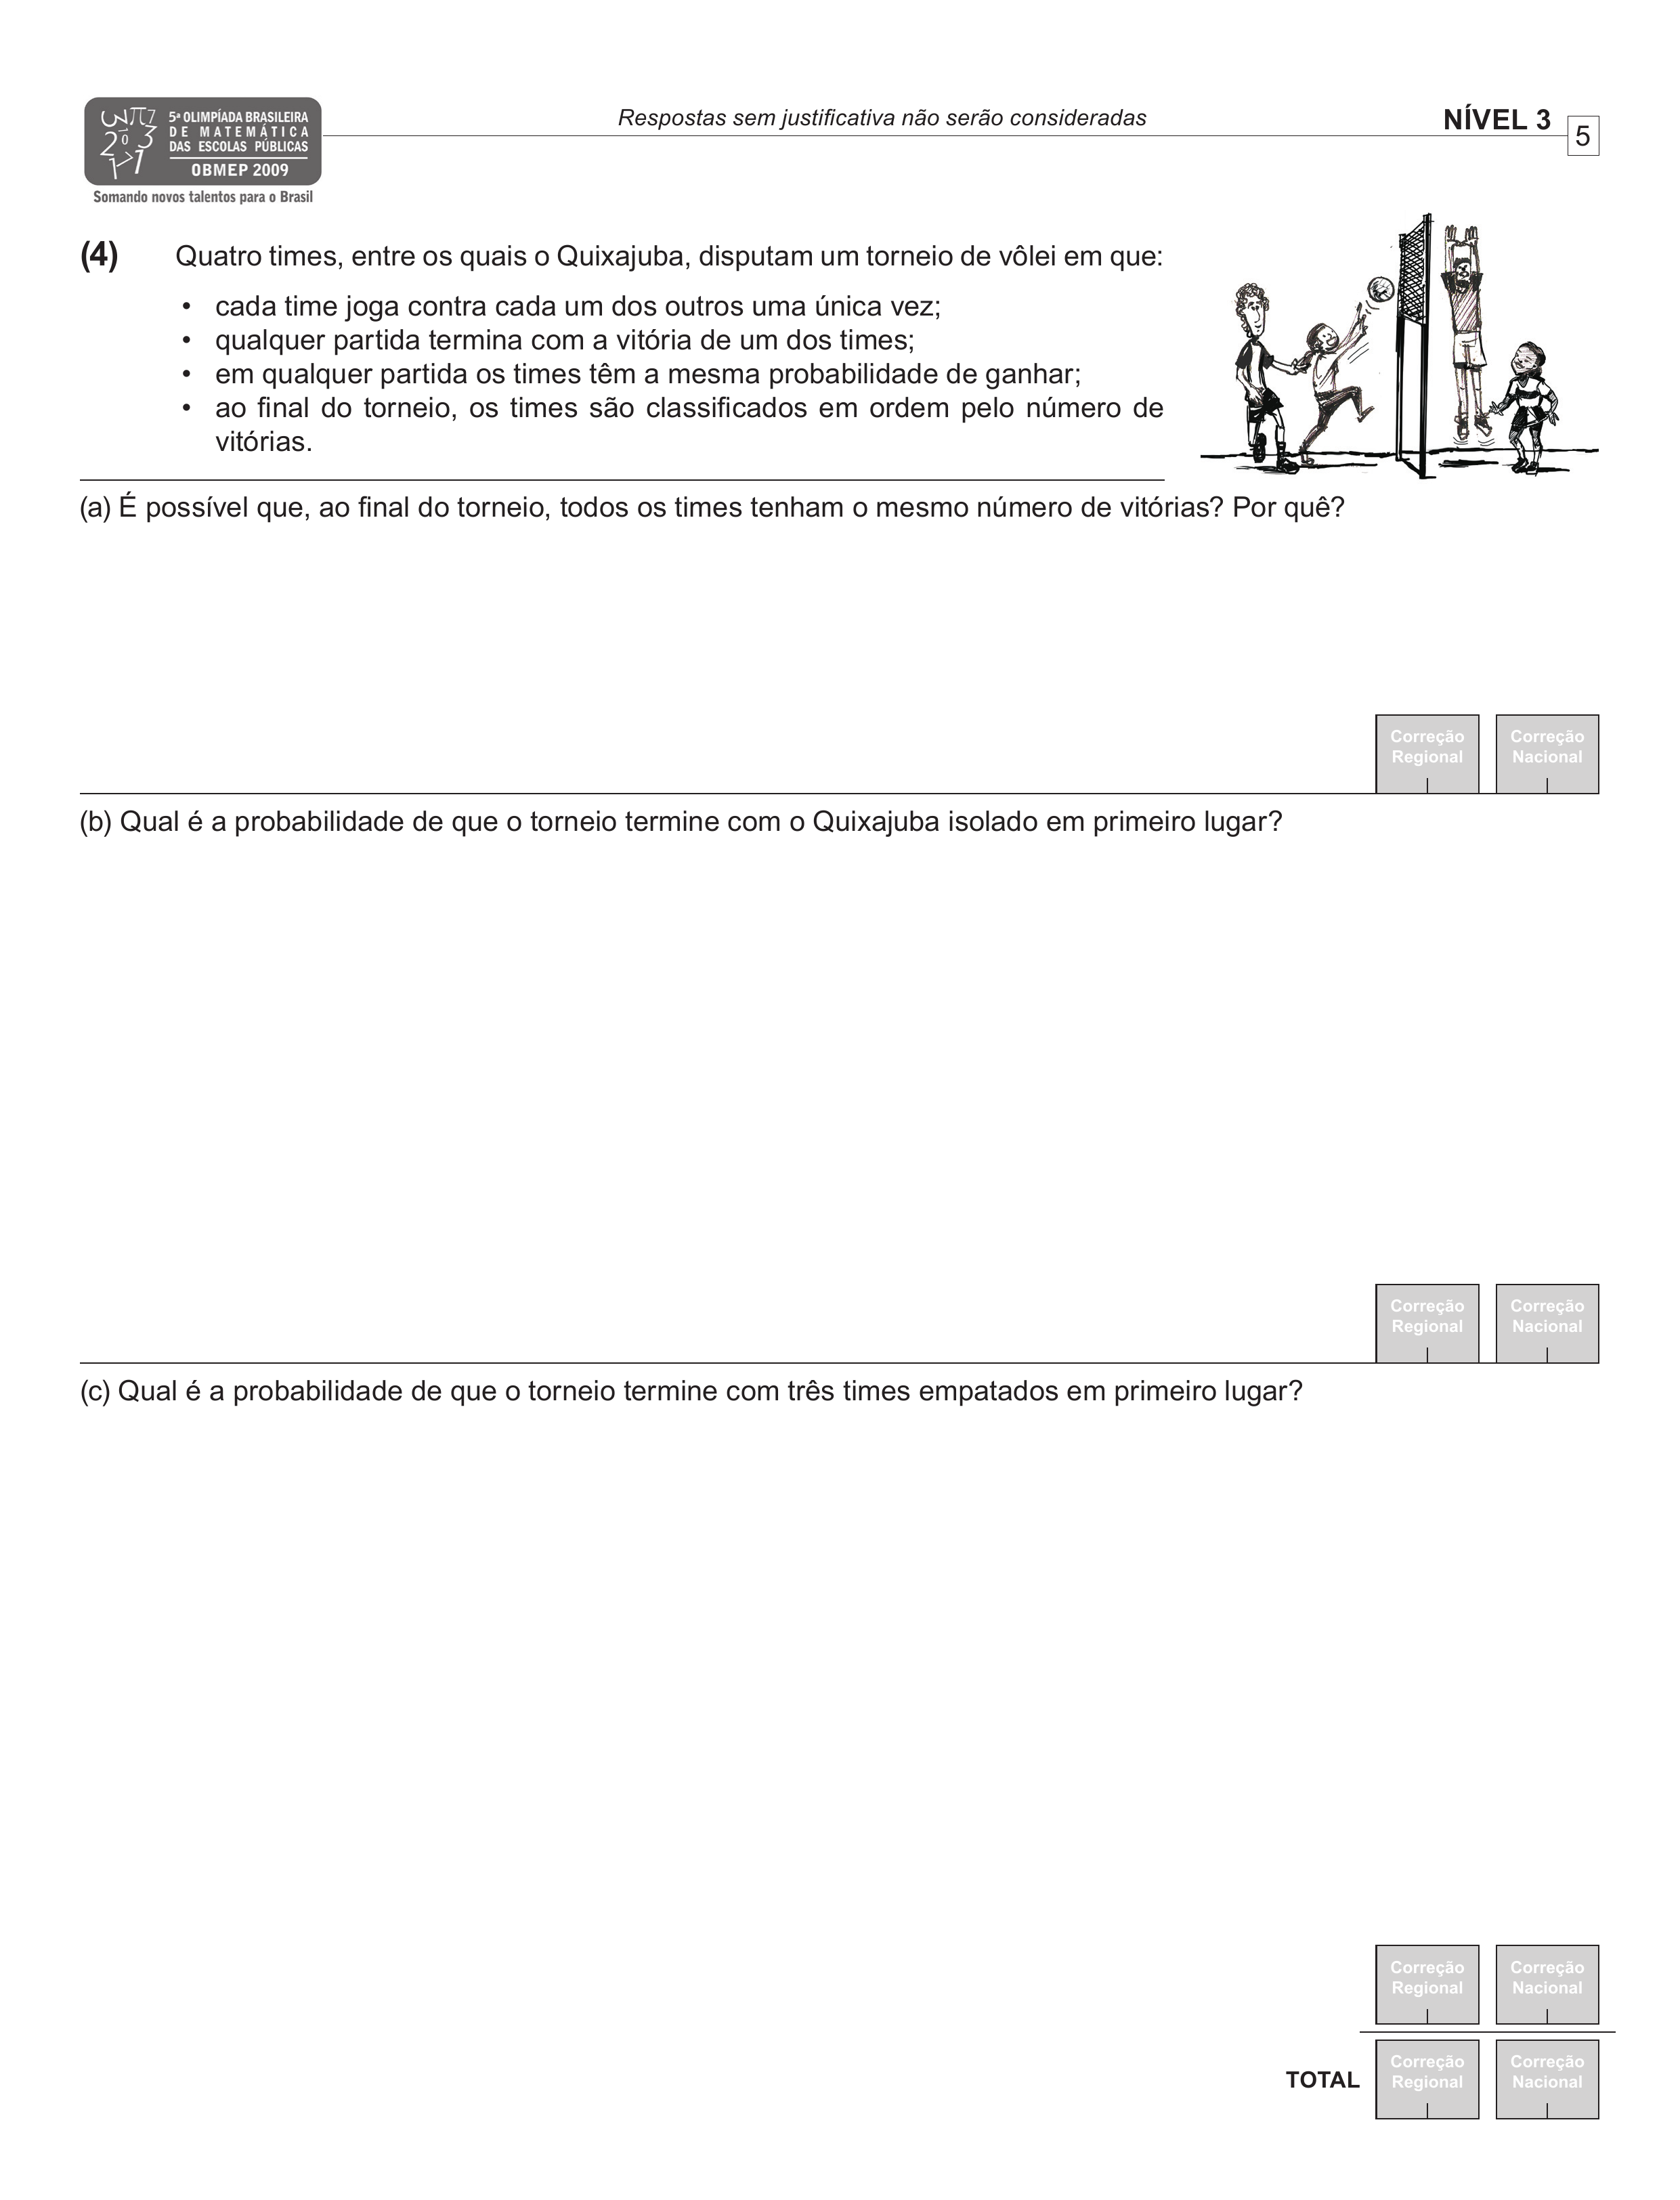 5ª OLIMPÍADA BRASILEIRA
DE MATEMÁTICA
DAS ESCOLAS PÚBLICAS
OBMEP 2009
Somando novos talentos para o Brasil
Respostas sem justificativa não serão consideradas
NÍVEL 3
5
(4) Quatro times, entre os quais o Quixajuba, disputam um torneio de vôlei em que:
• cada time joga contra cada um dos outros uma única vez;
• qualquer partida termina com a vitória de um dos times;
• em qualquer partida os times têm a mesma probabilidade de ganhar;
• ao final do torneio, os times são classificados em ordem pelo número de
vitórias.
(a) É possível que, ao final do torneio, todos os times tenham o mesmo número de vitórias? Por quê?
Correção Correção
Regional Nacional
(b) Qual é a probabilidade de que o torneio termine com o Quixajuba isolado em primeiro lugar?
Correção Correção
Regional Nacional
(c) Qual é a probabilidade de que o torneio termine com três times empatados em primeiro lugar?
Correção Correção
Regional Nacional
TOTAL
Correção Correção
Regional Nacional